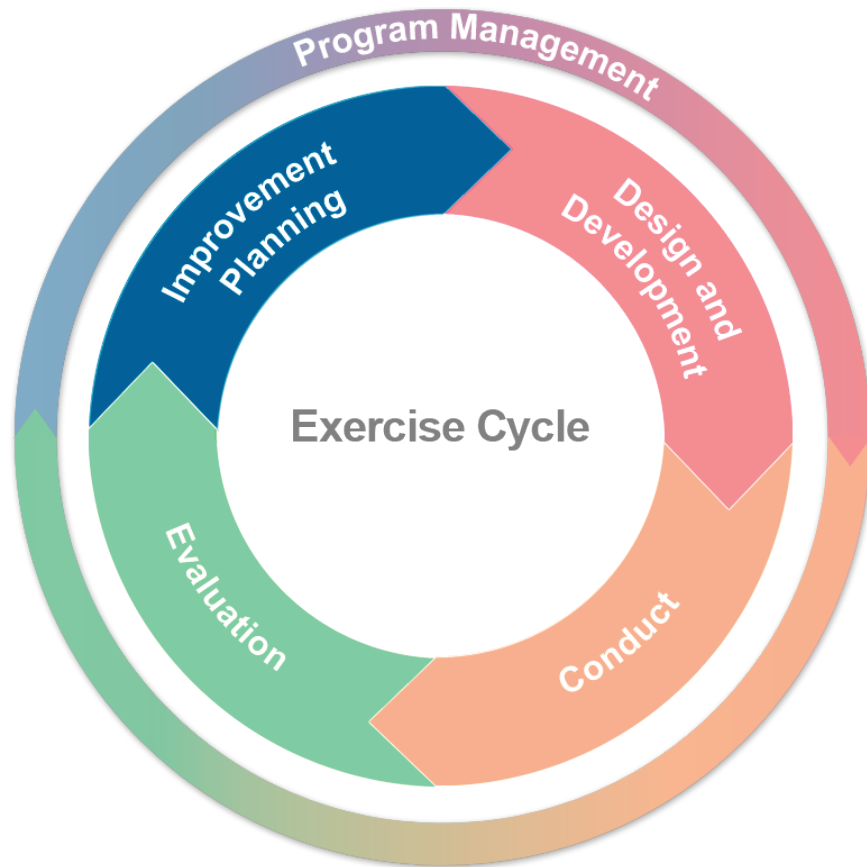 Program Management
Improvement
Planning
Design and
Development
Exercise Cycle
Evaluation
Conduct